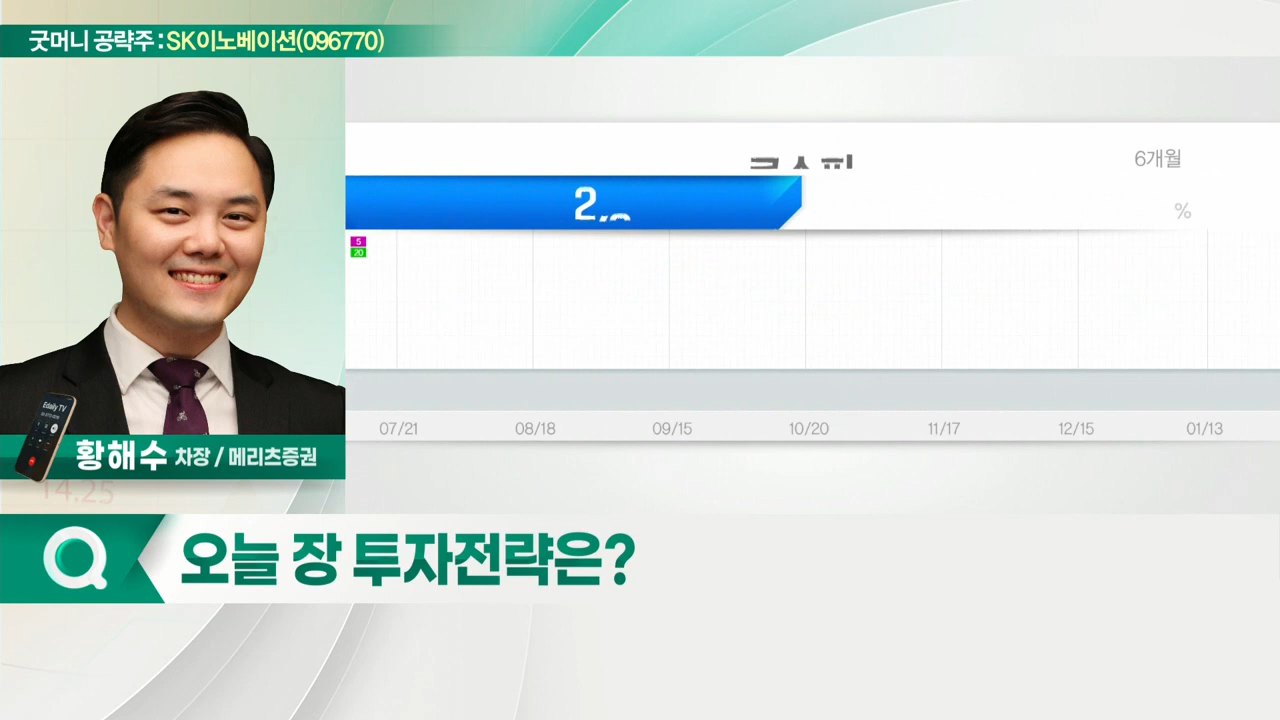 굿머니 공략주 : SK이노베이션(096770)
6개월
%
5
20
07/21 08/18 09/15 10/20 11/17 12/15 01/13
Edaily TV
황해수 차장 / 메리츠증권
14.25
오늘 장 투자전략은?